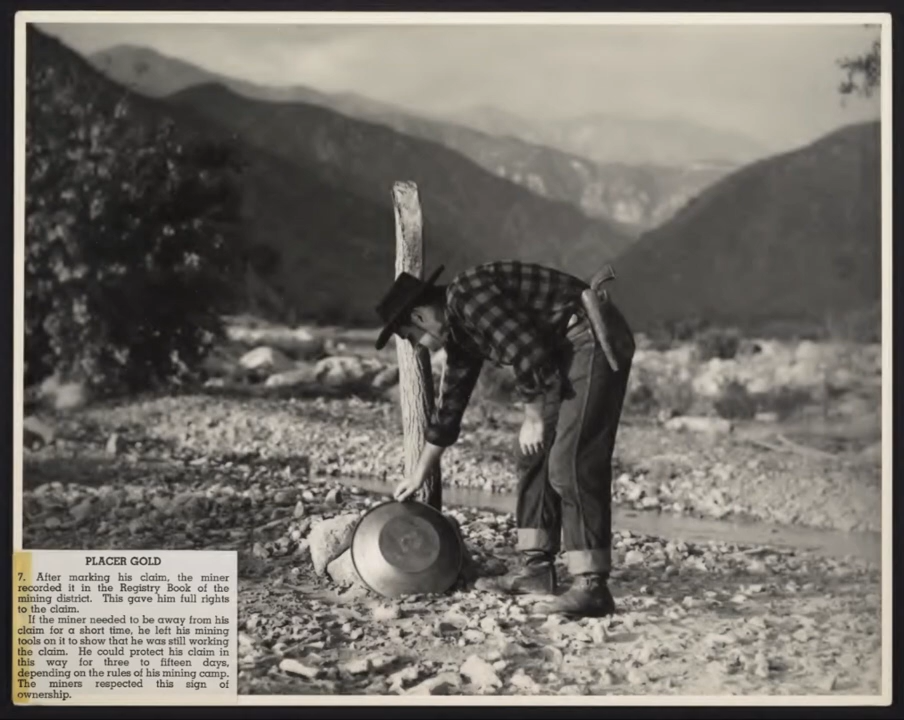 PLACER GOLD
7. After marking his claim, the miner
recorded it in the Registry Book of the
mining district. This gave him full rights
to the claim.
If the miner needed to be away from his
claim for a short time, he left his mining
tools on it to show that he was still working
the claim. He could protect his claim in
this way for three to fifteen days,
depending on the rules of his mining camp.
The miners respected this sign of
ownership.